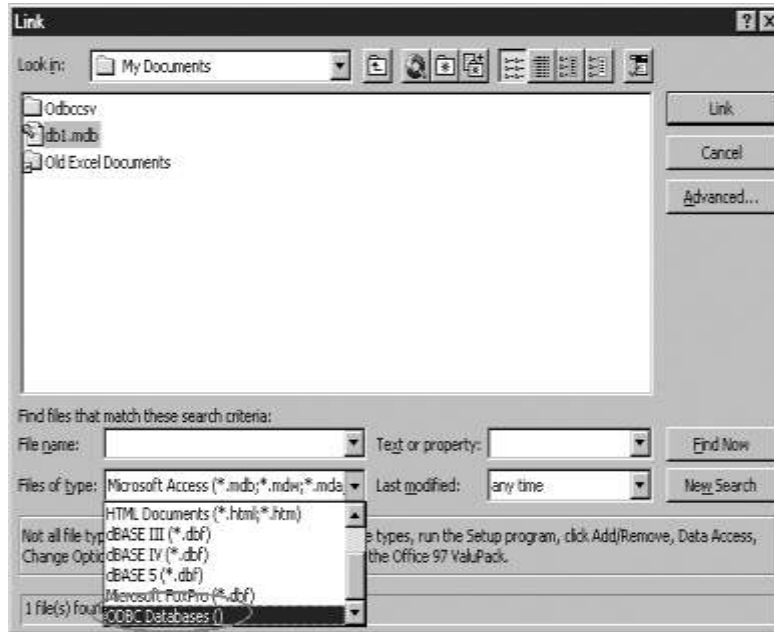 Link
Look in: My Documents
Odbccsv
db1.mdb
Old Excel Documents
Link
Cancel
Advanced...
Find files that match these search criteria:
File name: Text or property: Find Now
Files of type: Microsoft Access (*.mdb;*.mdw;*.mda Last modified: any time New Search
HTML Documents (*.html;*.htm)
dBASE III (*.dbf)
dBASE IV (*.dbf)
dBASE 5 (*.dbf)
Microsoft FoxPro (*.dbf)
ODBC Databases ()
Not all file typ e types, run the Setup program, click Add/Remove, Data Access,
Change Optio the Office 97 ValuPack.
1 file(s) foun